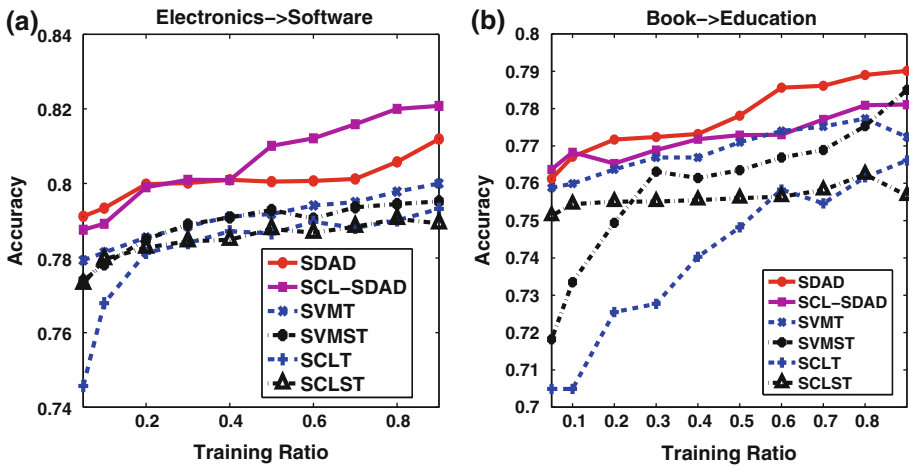 (a)
Electronics->Software
0.84
0.82
0.8
0.78
0.76
0.74
Accuracy
0.2
0.4
0.6
0.8
Training Ratio
SDAD
SCL-SDAD
SVMT
SVMST
SCLT
SCLST
(b)
Book->Education
0.79
0.78
0.77
0.76
0.75
0.74
0.73
0.72
0.71
0.7
Accuracy
0.1
0.2
0.3
0.4
0.5
0.6
0.7
0.8
Training Ratio
SDAD
SCL-SDAD
SVMT
SVMST
SCLT
SCLST